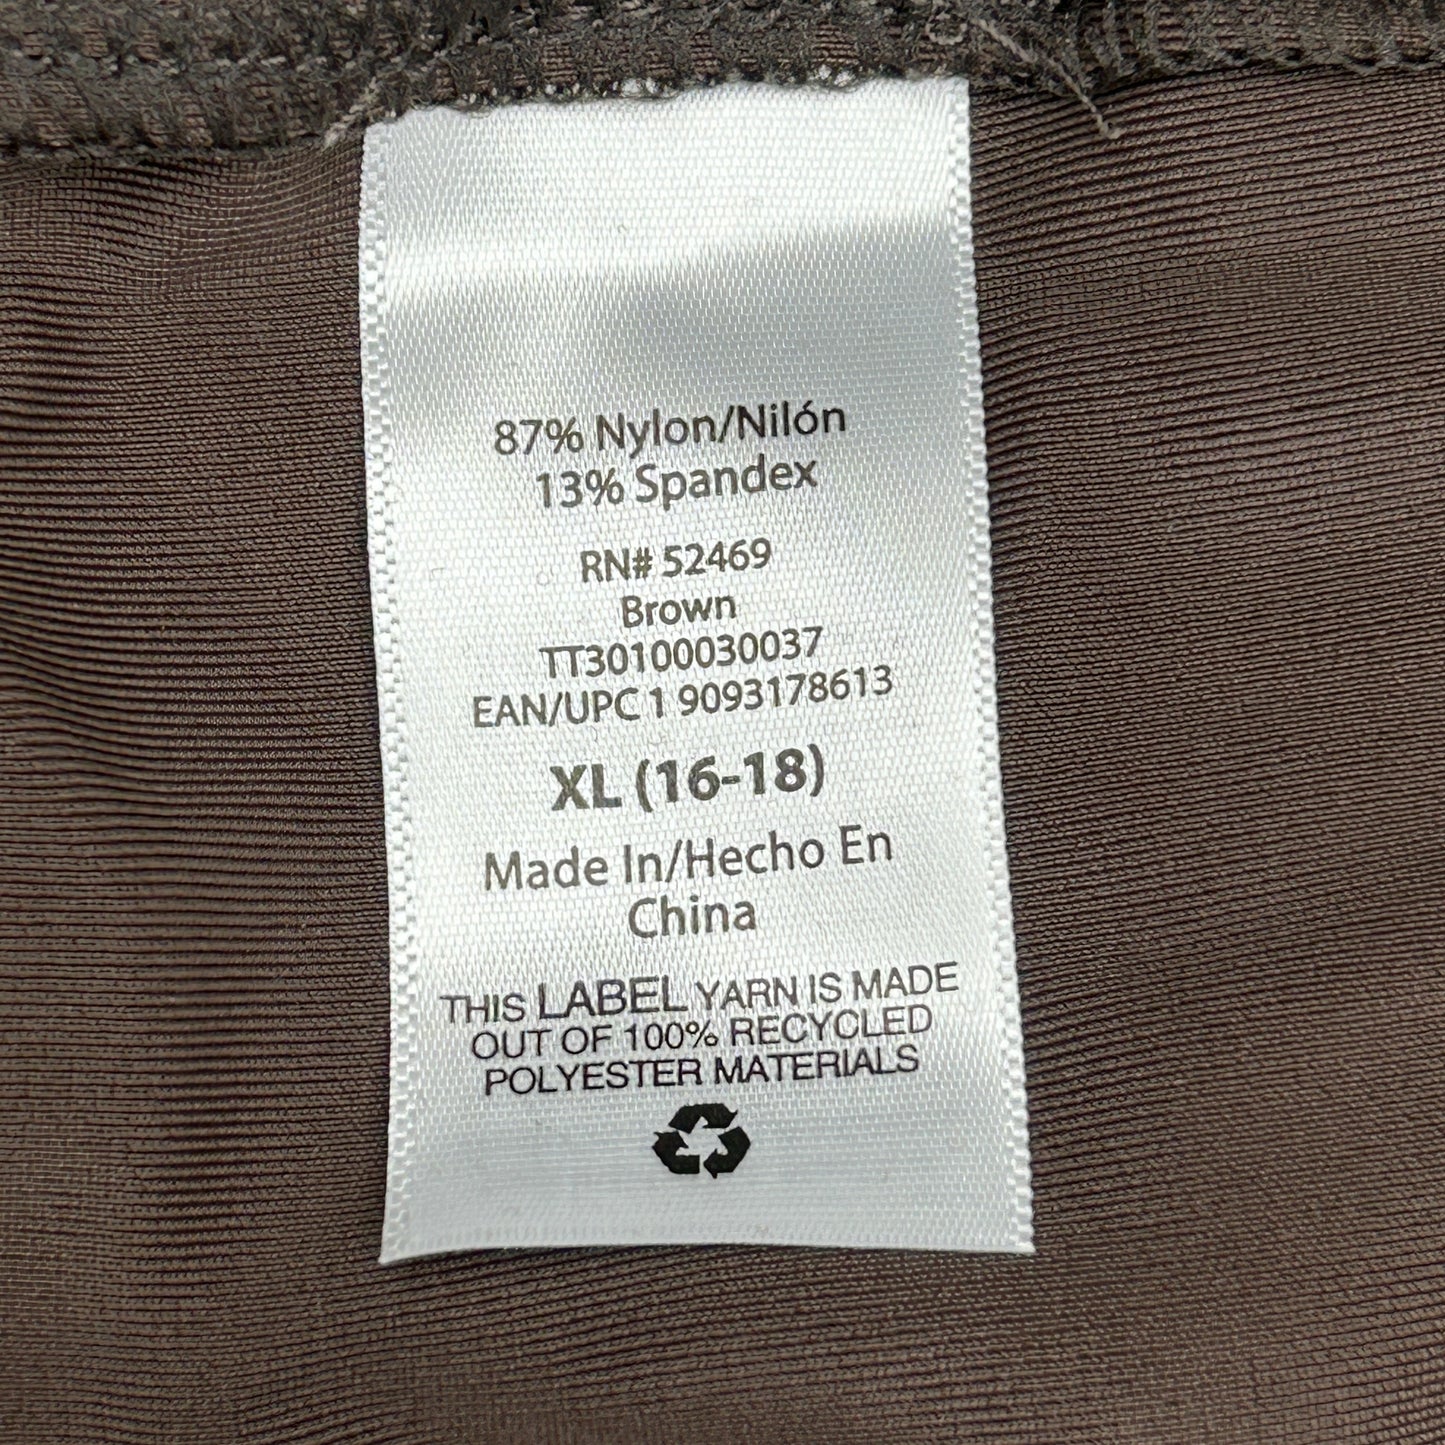 87% Nylon/Nilón
13% Spandex
RN# 52469
Brown
TT30100030037
EAN/UPC 1 9093178613
XL (16-18)
Made In/Hecho En
China
THIS LABEL YARN IS MADE
OUT OF 100% RECYCLED
POLYESTER MATERIALS